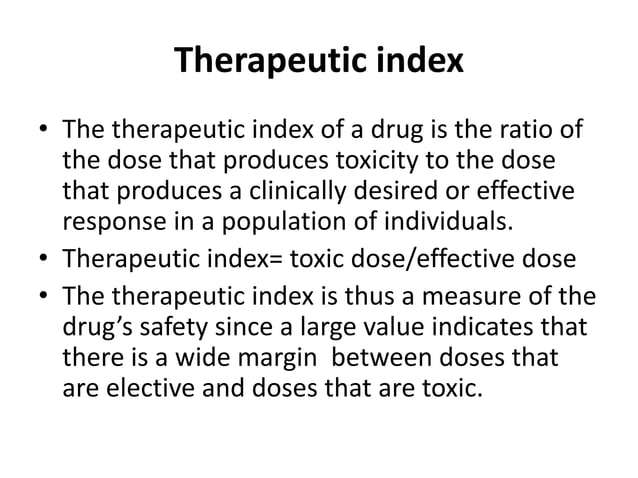 Therapeutic index
• The therapeutic index of a drug is the ratio of
the dose that produces toxicity to the dose
that produces a clinically desired or effective
response in a population of individuals.
• Therapeutic index= toxic dose/effective dose
• The therapeutic index is thus a measure of the
drug’s safety since a large value indicates that
there is a wide margin  between doses that
are elective and doses that are toxic.